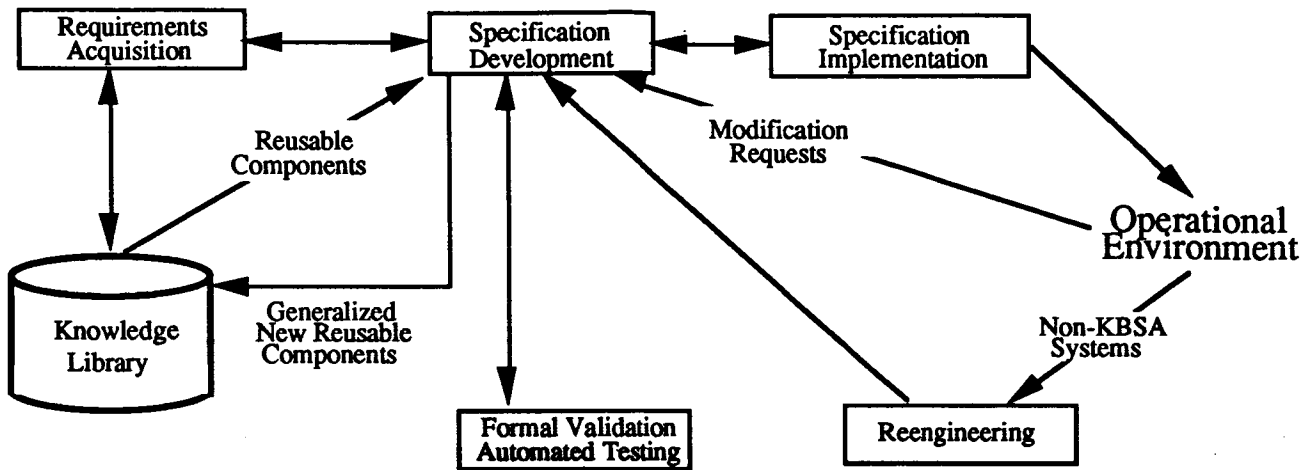 Requirements
Acquisition
Specification
Development
Specification
Implementation
Reusable
Components
Modification
Requests
Operational
Environment
Knowledge
Library
Generalized
New Reusable
Components
Non-KBSA
Systems
Formal Validation
Automated Testing
Reengineering